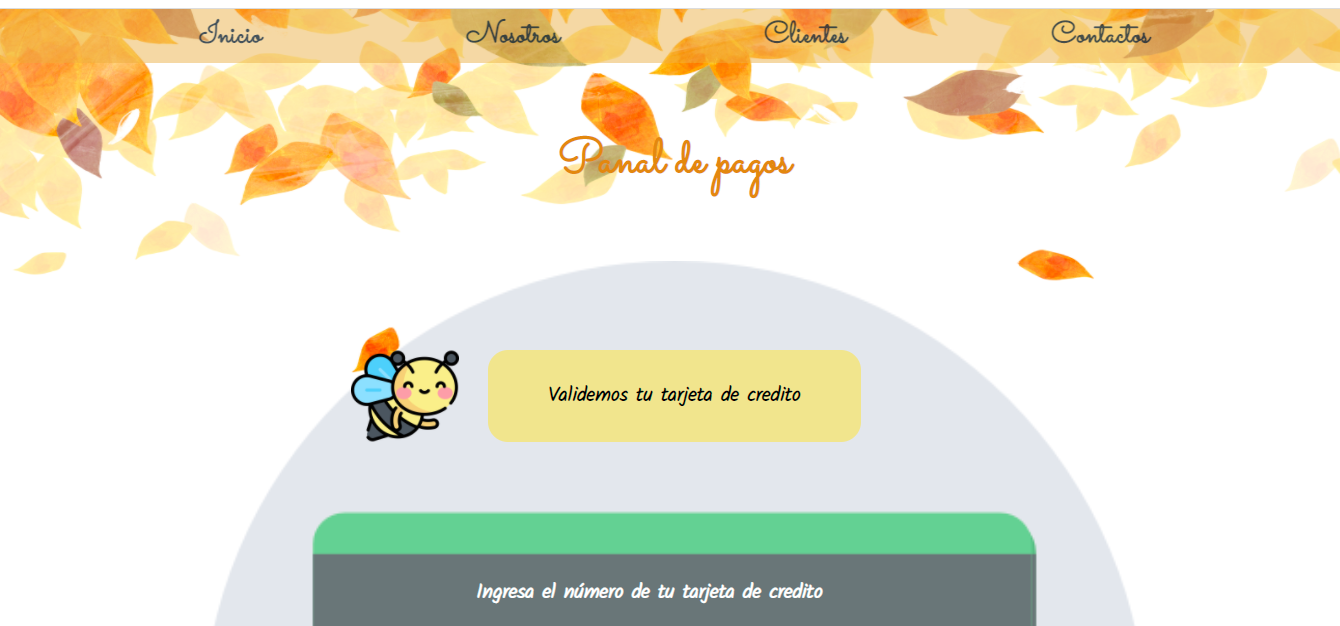 Inicio Nosotros Clientes Contactos
Panal de pagos
Validemos tu tarjeta de credito
Ingresa el número de tu tarjeta de credito